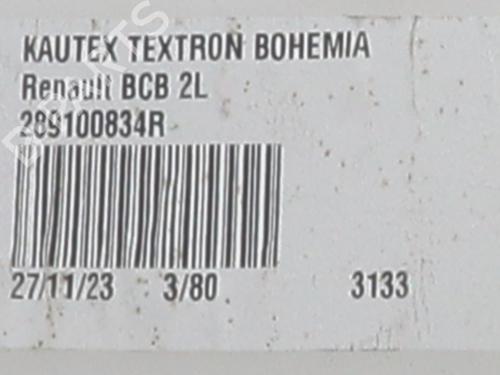 KAUTEX TEXTRON BOHEMIA
Renault BCB 2L
289100834R
27/11/23 3/80 3133